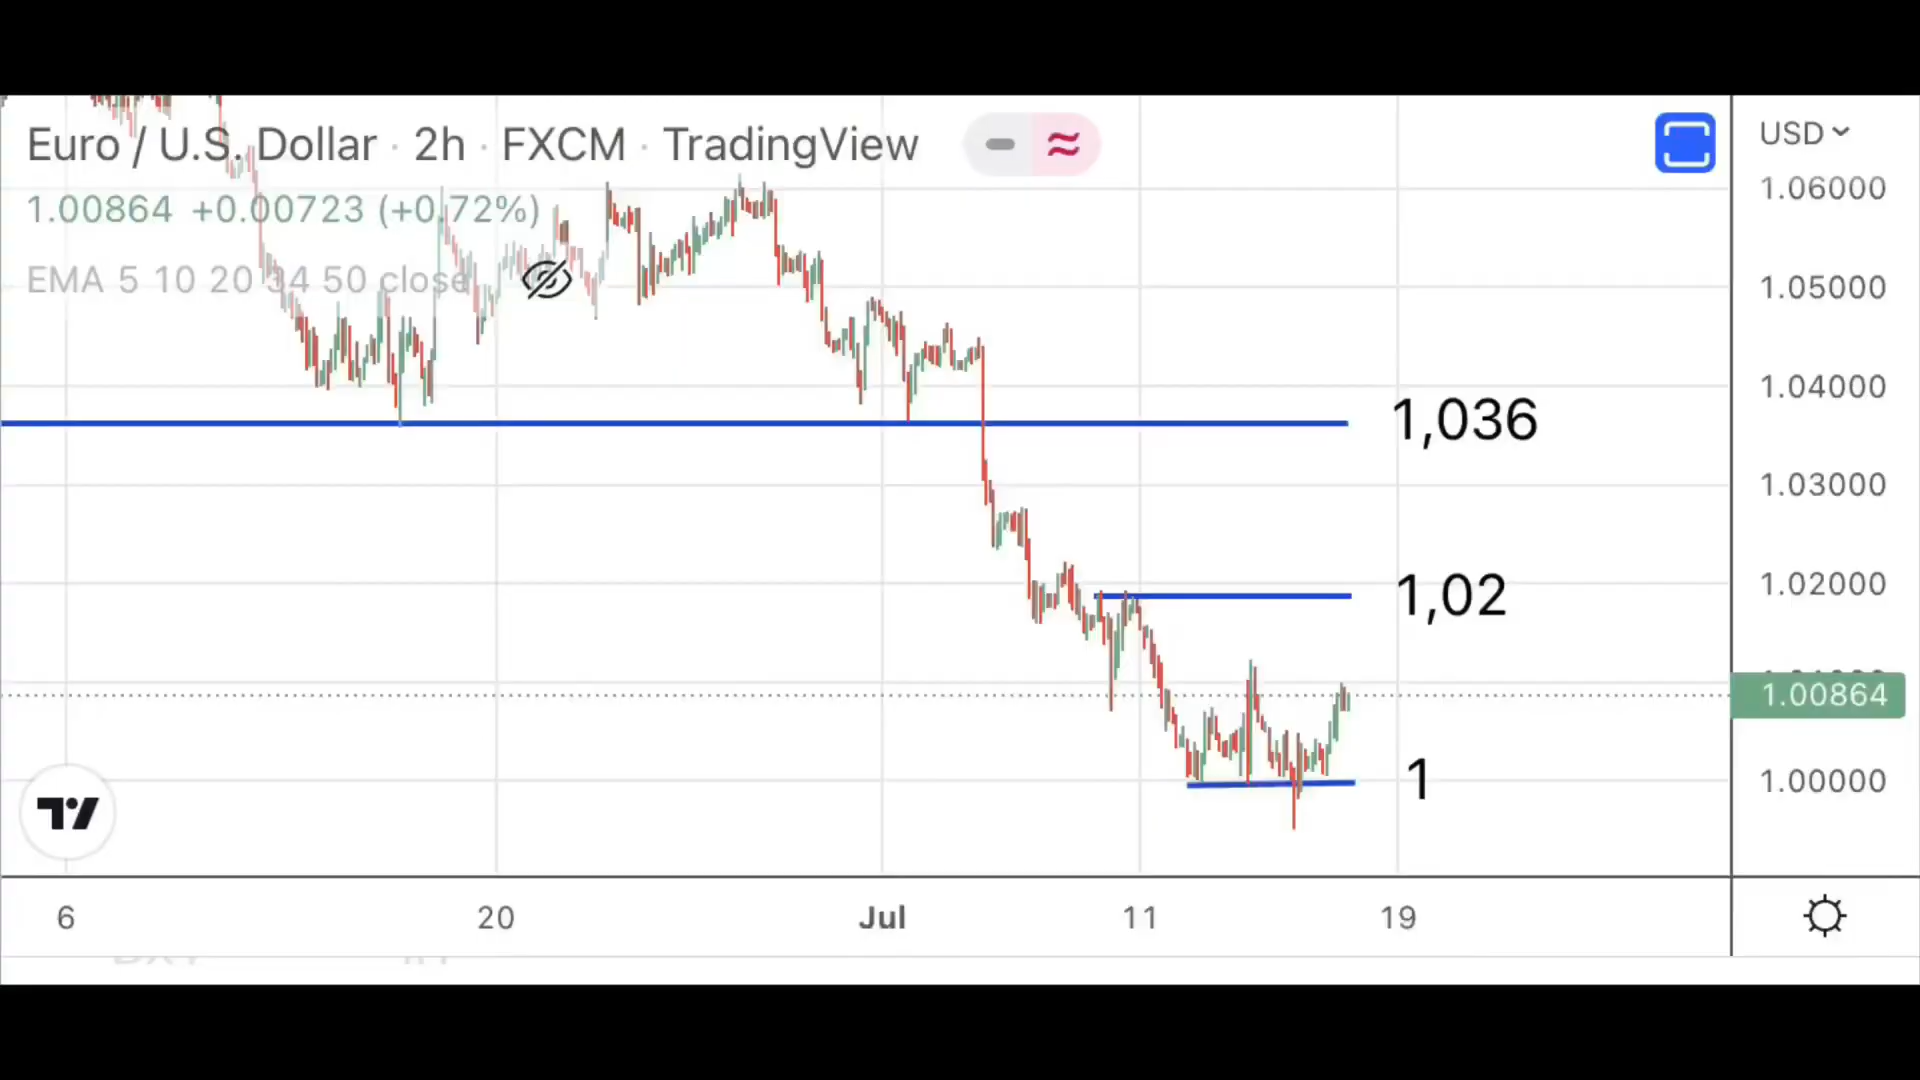 Euro / U.S. Dollar · 2h · FXCM · TradingView
USD
1.00864 +0.00723 (+0.72%)
EMA 5 10 20 34 50 close
1.06000
1.05000
1.04000
1,036
1.03000
1.02000
1,02
1.00864
1.00000
1
6 20 Jul 11 19